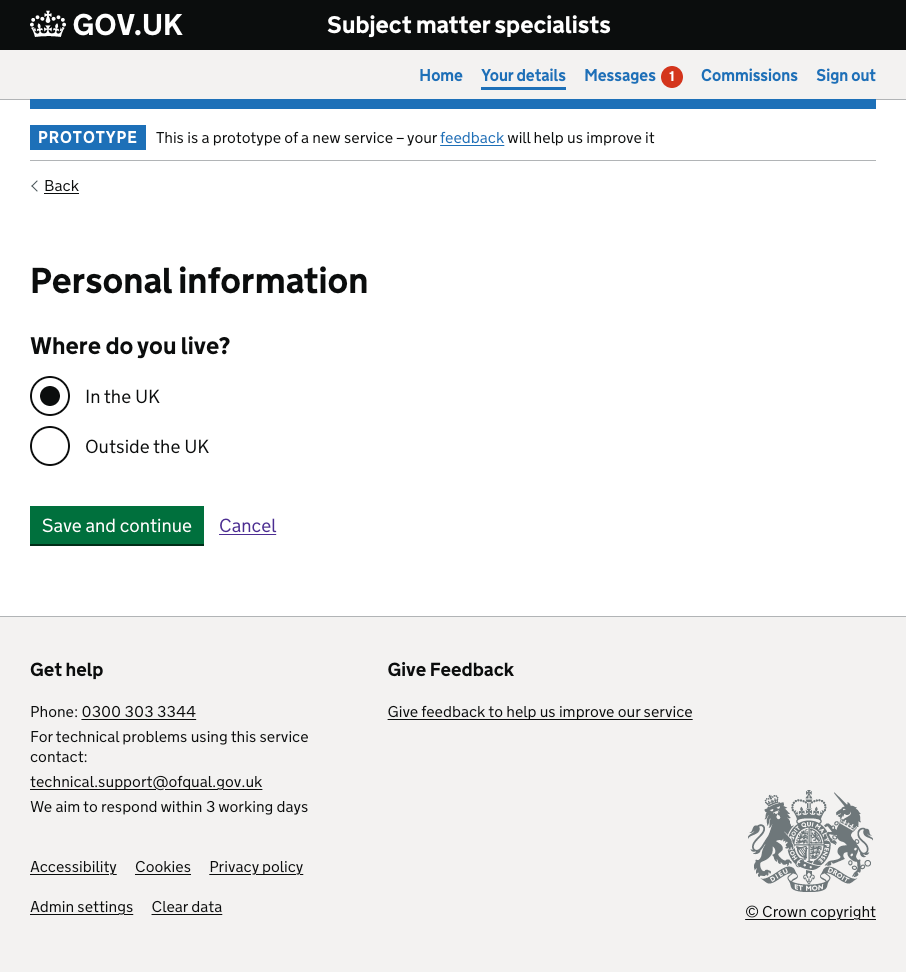 GOV.UK
Subject matter specialists
Home Your details Messages 1 Commissions Sign out
PROTOTYPE This is a prototype of a new service – your feedback will help us improve it
Back
Personal information
Where do you live?
In the UK
Outside the UK
Save and continue Cancel
Get help
Phone: 0300 303 3344
For technical problems using this service
contact:
technical.support@ofqual.gov.uk
We aim to respond within 3 working days
Give Feedback
Give feedback to help us improve our service
Accessibility Cookies Privacy policy
Admin settings Clear data
DIEU ET MON DROIT
© Crown copyright